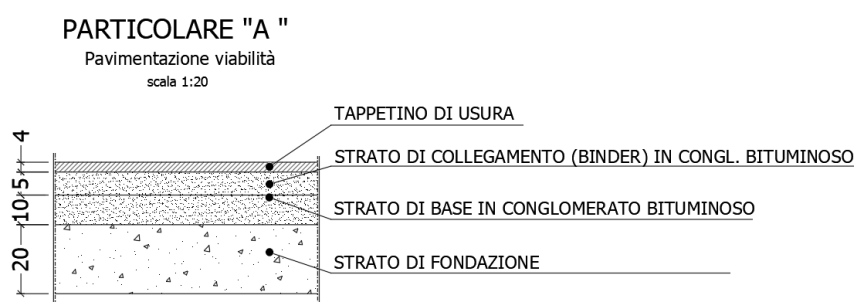 PARTICOLARE "A "
Pavimentazione viabilità
scala 1:20
4
TAPPETINO DI USURA
5
STRATO DI COLLEGAMENTO (BINDER) IN CONGL. BITUMINOSO
10
STRATO DI BASE IN CONGLOMERATO BITUMINOSO
20
STRATO DI FONDAZIONE